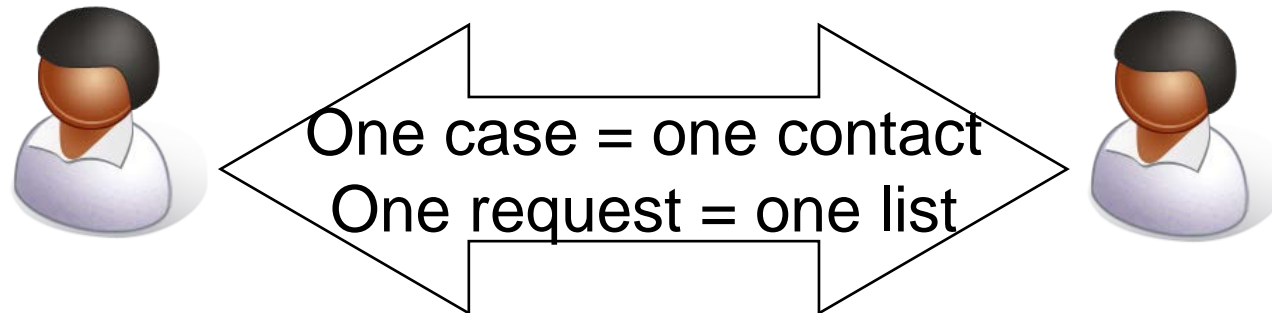 One case = one contact
One request = one list